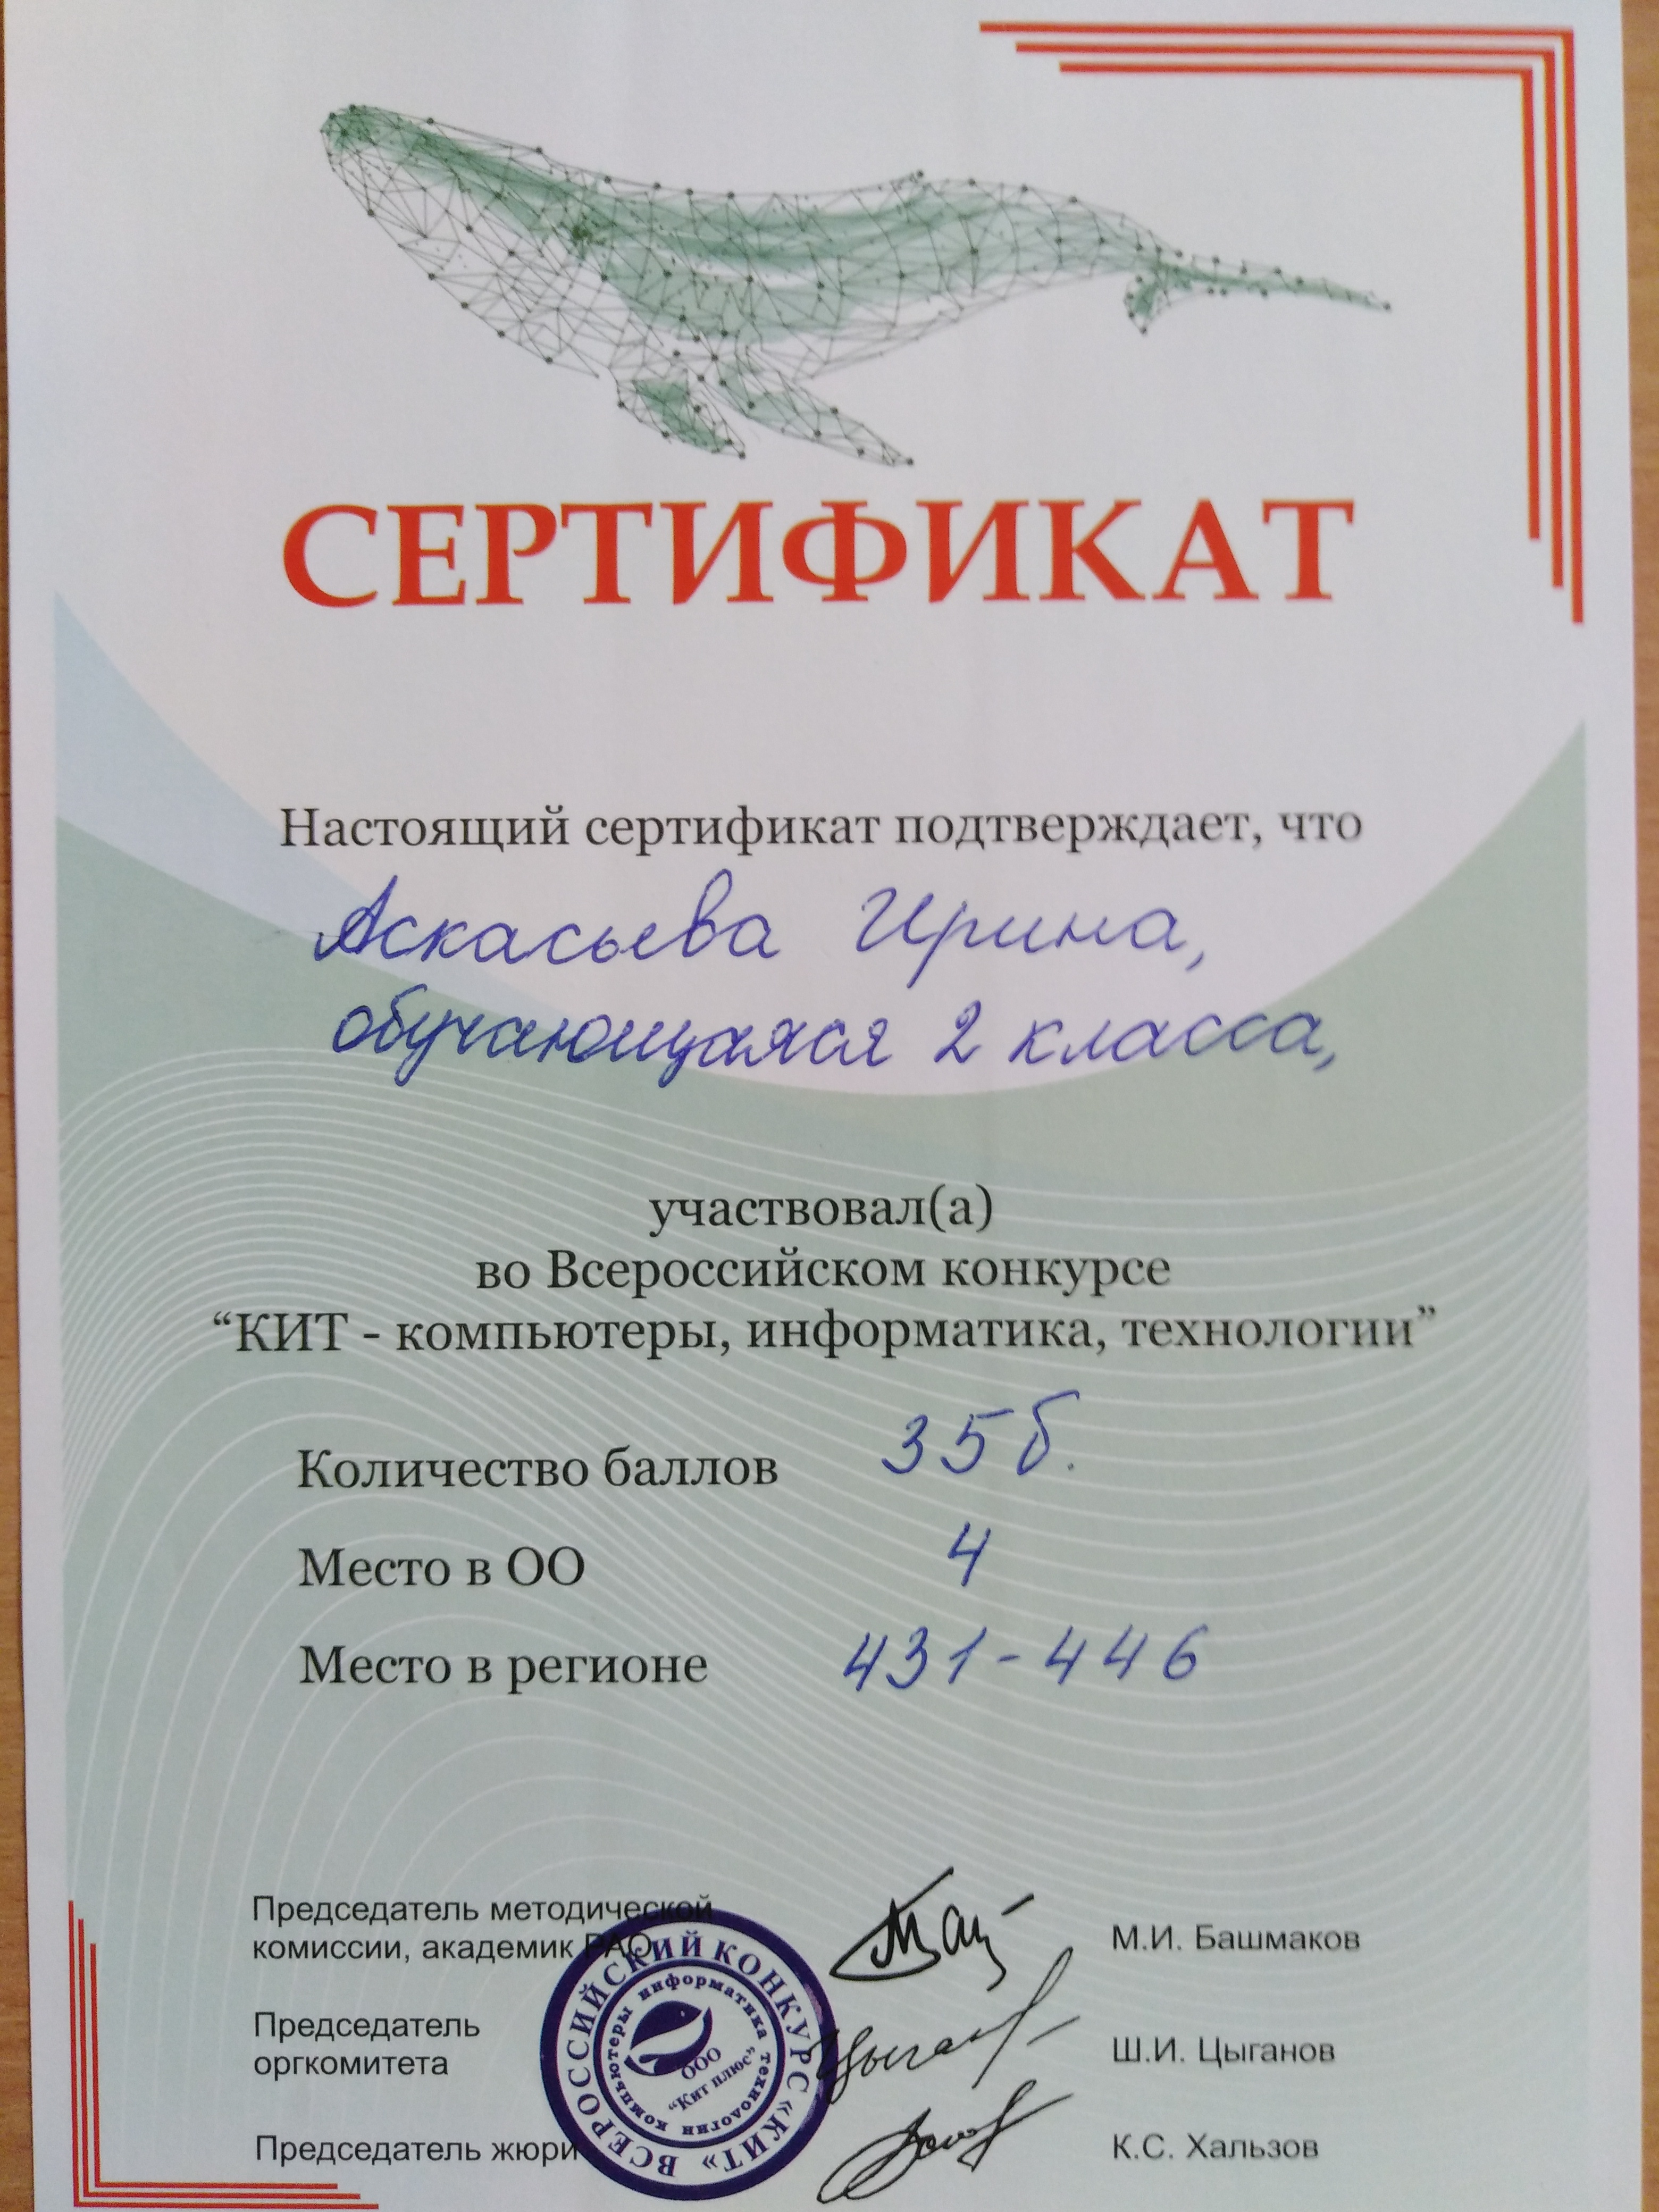 СЕРТИФИКАТ
Настоящий сертификат подтверждает, что
Аскасьева Ирина,
обучающаяся 2 класса,
участвовал(а)
во Всероссийском конкурсе
“КИТ - компьютеры, информатика, технологии”
Количество баллов 35 б.
Место в ОО 4
Место в регионе 431-446
Председатель методической
комиссии, академик РАО
М.И. Башмаков
Председатель
оргкомитета
Ш.И. Цыганов
Председатель жюри
К.С. Хальзов
ВСЕРОССИЙСКИЙ КОНКУРС «КИТ»
компьютеры информатика технологии
ООО
“Кит плюс”